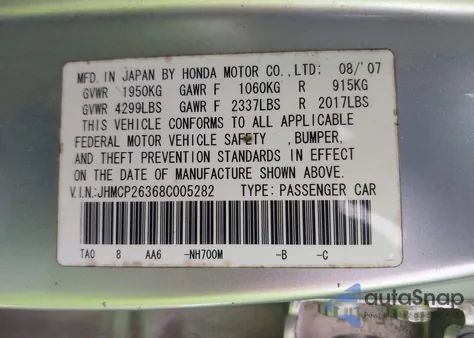 MFD. IN JAPAN BY HONDA MOTOR CO., LTD: 08/'07
GVWR 1950KG GAWR F 1060KG R 915KG
GVWR 4299LBS GAWR F 2337LBS R 2017LBS
THIS VEHICLE CONFORMS TO ALL APPLICABLE
FEDERAL MOTOR VEHICLE SAFETY , BUMPER,
AND THEFT PREVENTION STANDARDS IN EFFECT
ON THE DATE OF MANUFACTURE SHOWN ABOVE.
V.I.N.:JHMCP26368C005282 TYPE: PASSENGER CAR
TA0 8 AA6 -NH700M -B -C
autoSnap